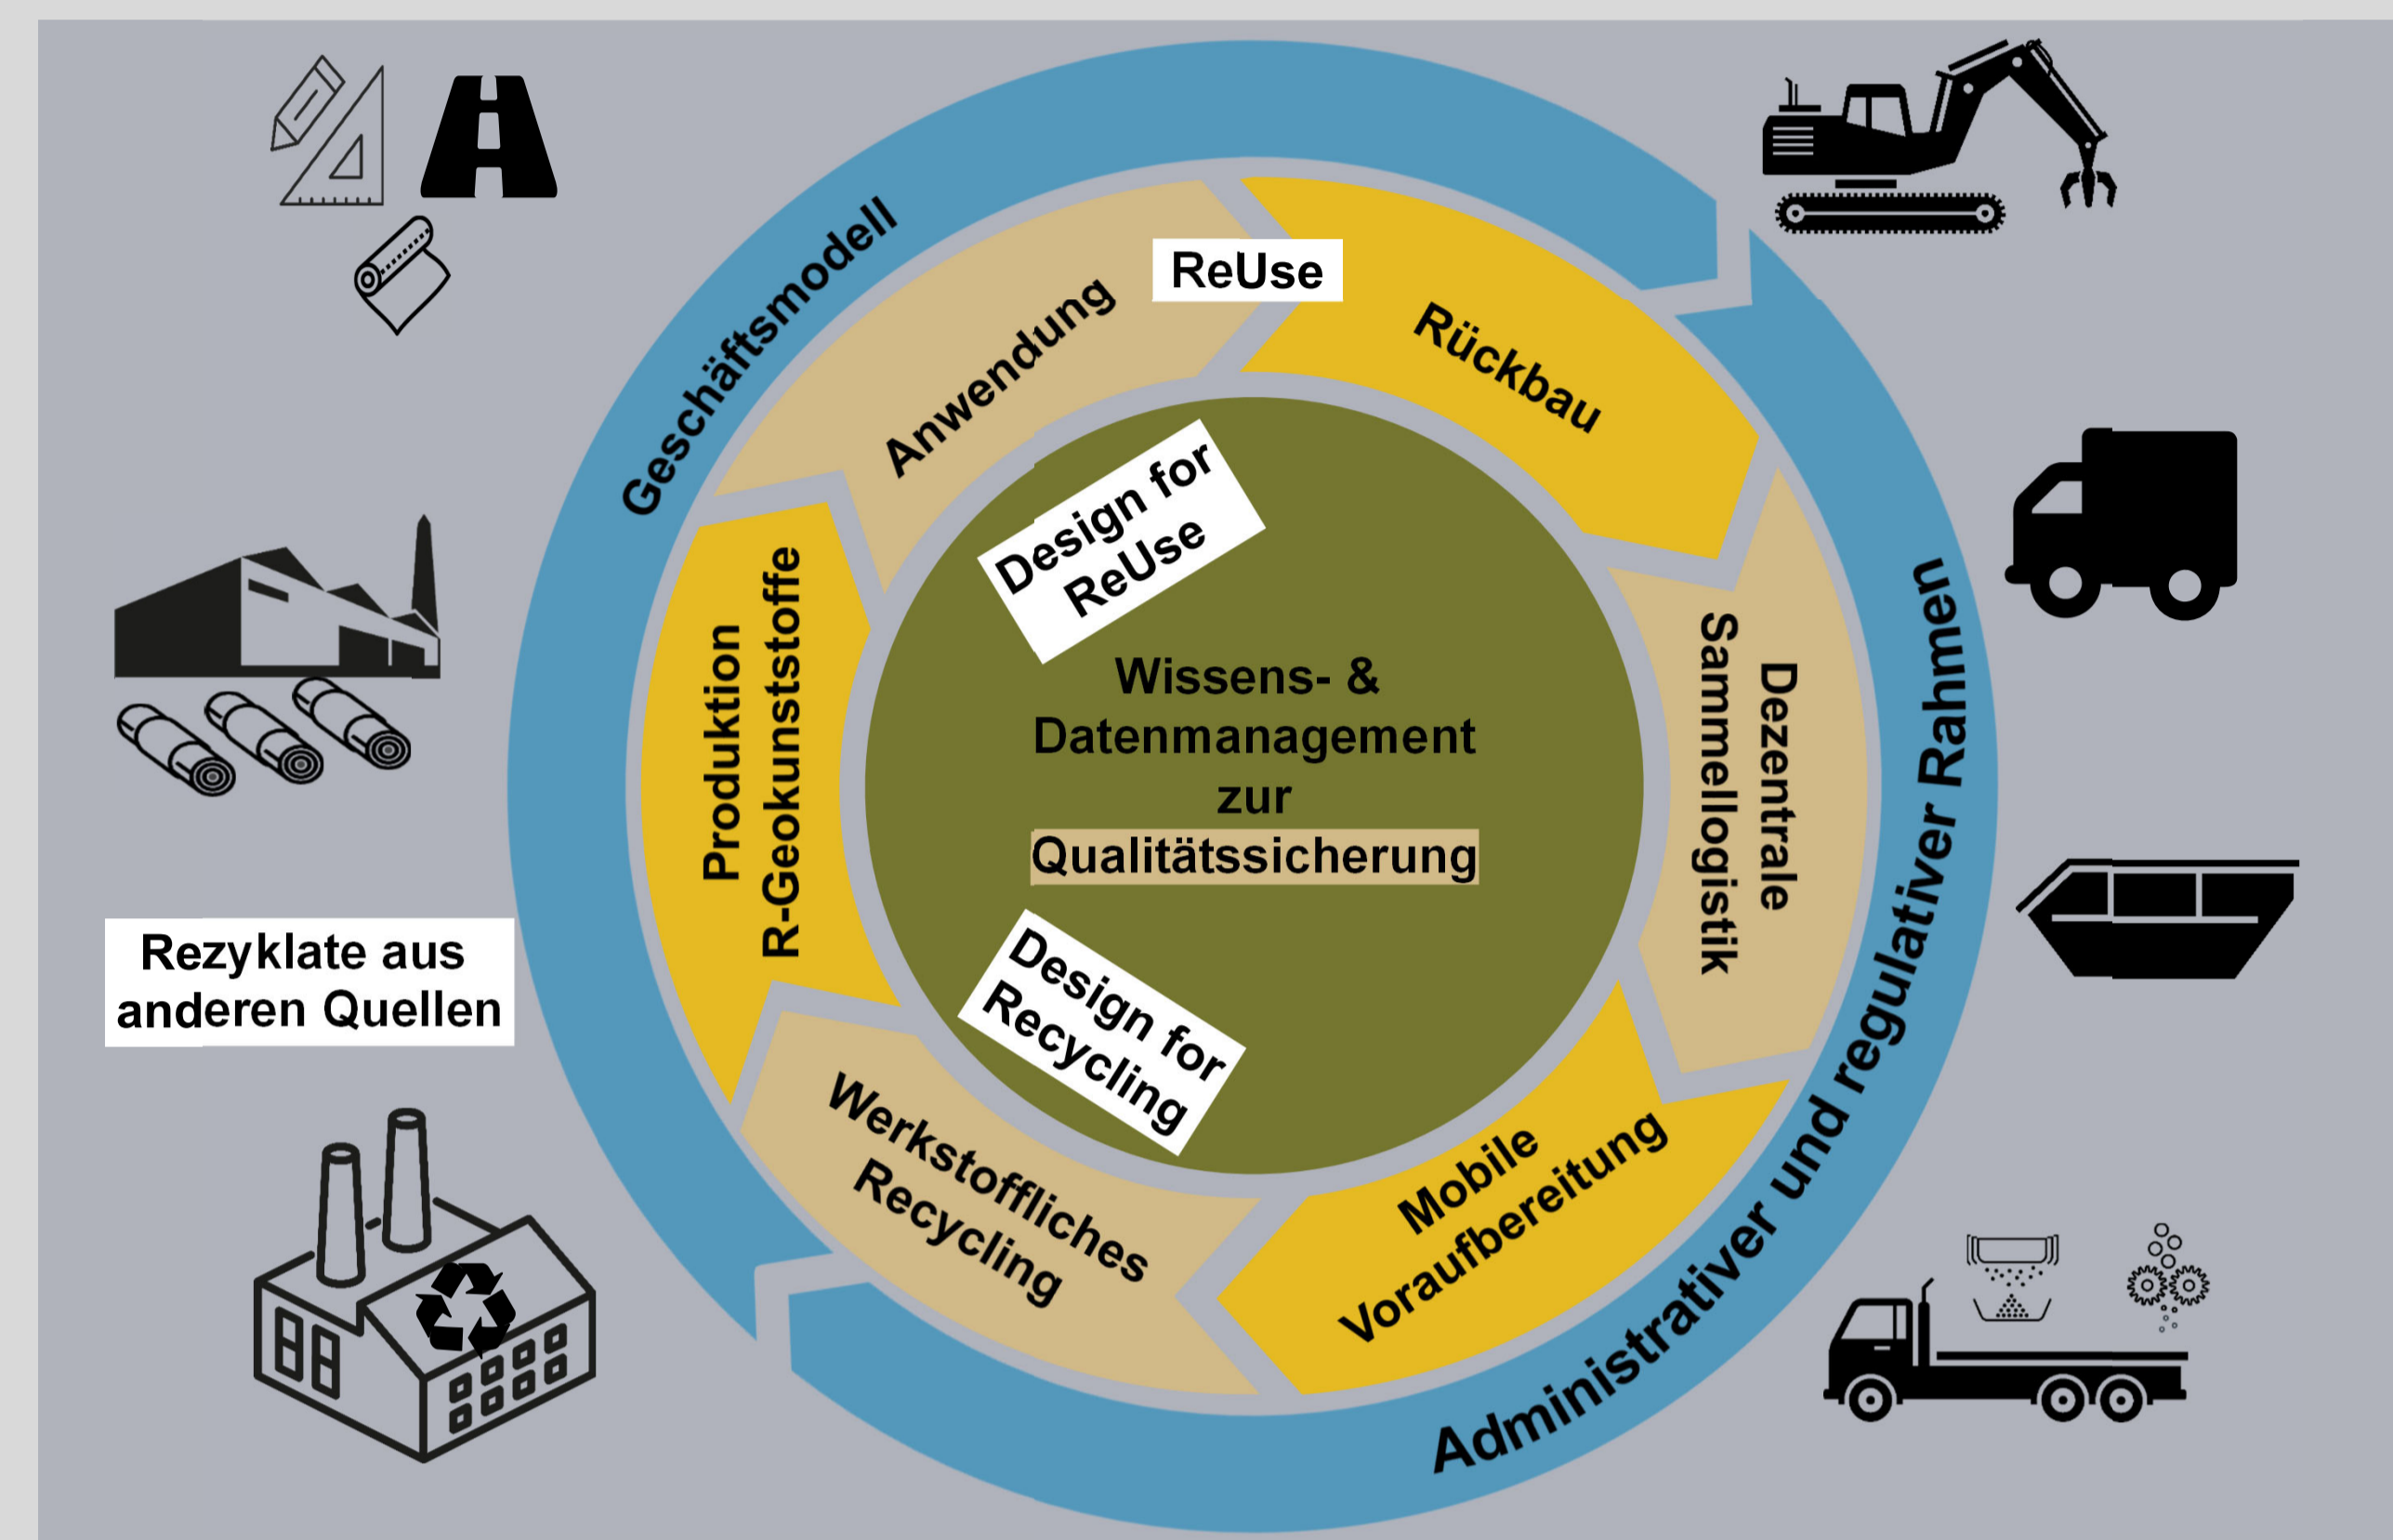 Geschäftsmodell
Anwendung
ReUse
Rückbau
Design for
ReUse
Produktion
R-Geokunststoffe
Wissens- &
Datenmanagement
zur
Qualitätssicherung
Dezentrale
Sammellogistik
Administrativer und regulativer Rahmen
Rezyklate aus
anderen Quellen
Design for
Recycling
Werkstoffliches
Recycling
Mobile
Voraufbereitung